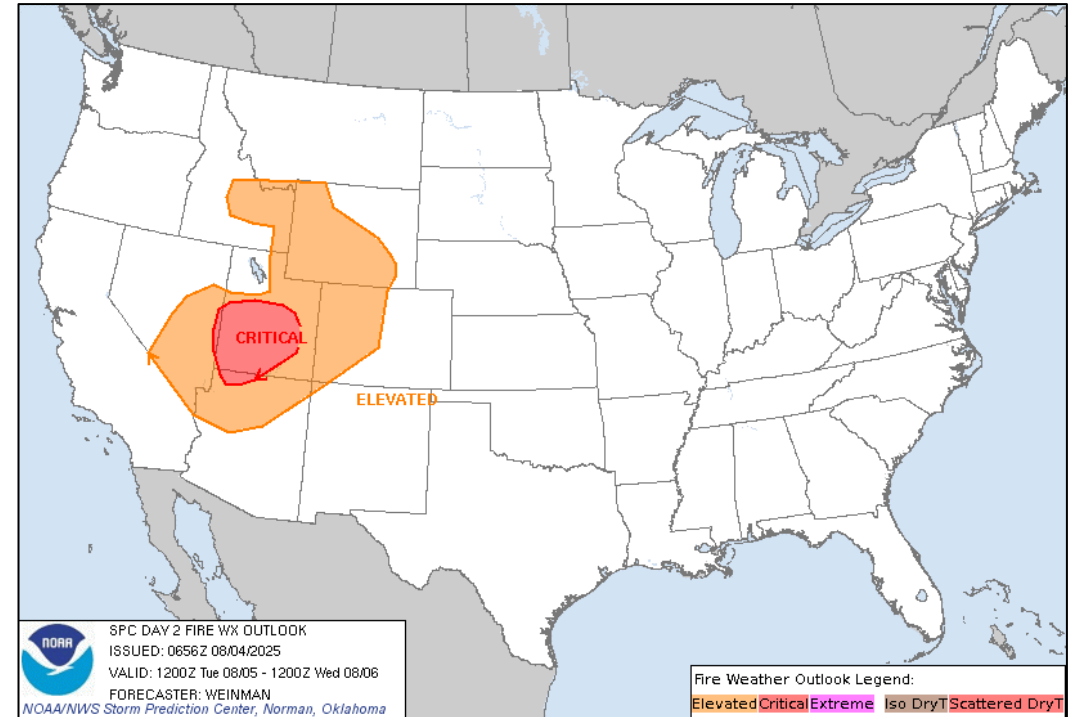 CRITICAL
ELEVATED
NOAA
SPC DAY 2 FIRE WX OUTLOOK
ISSUED: 0656Z 08/04/2025
VALID: 1200Z Tue 08/05 - 1200Z Wed 08/06
FORECASTER: WEINMAN
NOAA/NWS Storm Prediction Center, Norman, Oklahoma
Fire Weather Outlook Legend:
Elevated Critical Extreme Iso DryT Scattered DryT